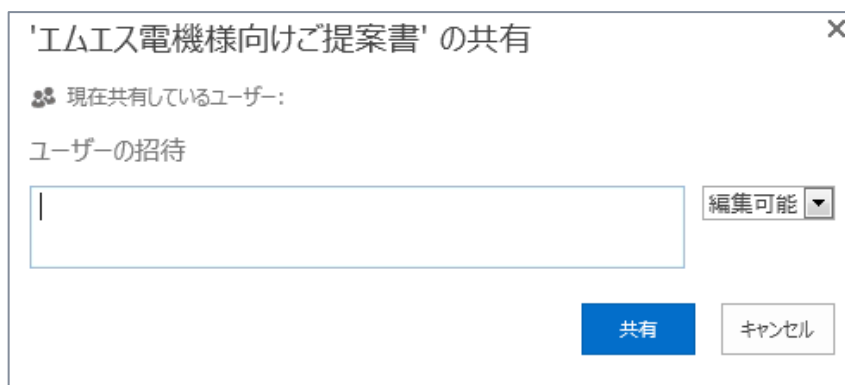 'エムエス電機様向けご提案書' の共有
現在共有しているユーザー:
ユーザーの招待
編集可能
共有
キャンセル